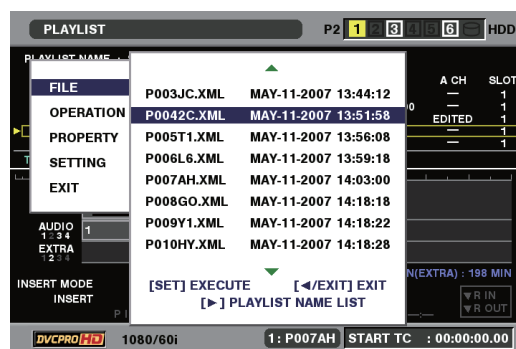 PLAYLIST P2 1 2 3 4 5 6 HDD
PLAYLIST NAME :
A CH SLOT
FILE
OPERATION
PROPERTY
SETTING
EXIT
P003JC.XML MAY-11-2007 13:44:12
P0042C.XML MAY-11-2007 13:51:58
P005T1.XML MAY-11-2007 13:56:08
P006L6.XML MAY-11-2007 13:59:18
P007AH.XML MAY-11-2007 14:03:00
P008GO.XML MAY-11-2007 14:18:18
P009Y1.XML MAY-11-2007 14:18:22
P010HY.XML MAY-11-2007 14:18:28
[SET] EXECUTE [◄/EXIT] EXIT
[►] PLAYLIST NAME LIST
— 1
— 1
EDITED 1
— 1
— 1
AUDIO 1
1 2 3 4
EXTRA
1 2 3 4
N(EXTRA) : 198 MIN
INSERT MODE
INSERT
▼R IN
▼R OUT
DVCPRO HD 1080/60i 1: P007AH START TC : 00:00:00.00